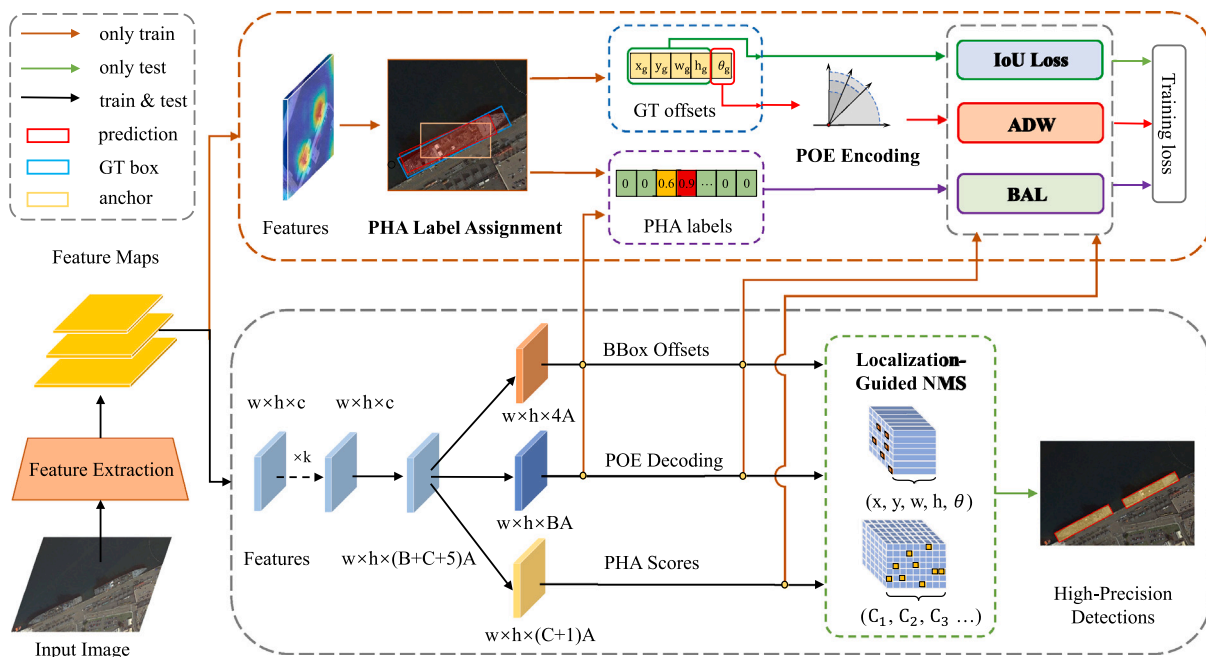 only train
only test
train & test
prediction
GT box
anchor
Features
PHA Label Assignment
x_g y_g w_g h_g θ_g
GT offsets
0 0 0.6 0.9 ... 0 0
PHA labels
POE Encoding
IoU Loss
ADW
BAL
Training loss
Feature Maps
Feature Extraction
Input Image
w×h×c
w×h×c
×k
Features
w×h×(B+C+5)A
w×h×4A
w×h×BA
w×h×(C+1)A
BBox Offsets
POE Decoding
PHA Scores
Localization-
Guided NMS
(x, y, w, h, θ)
(C₁, C₂, C₃ ...)
High-Precision
Detections